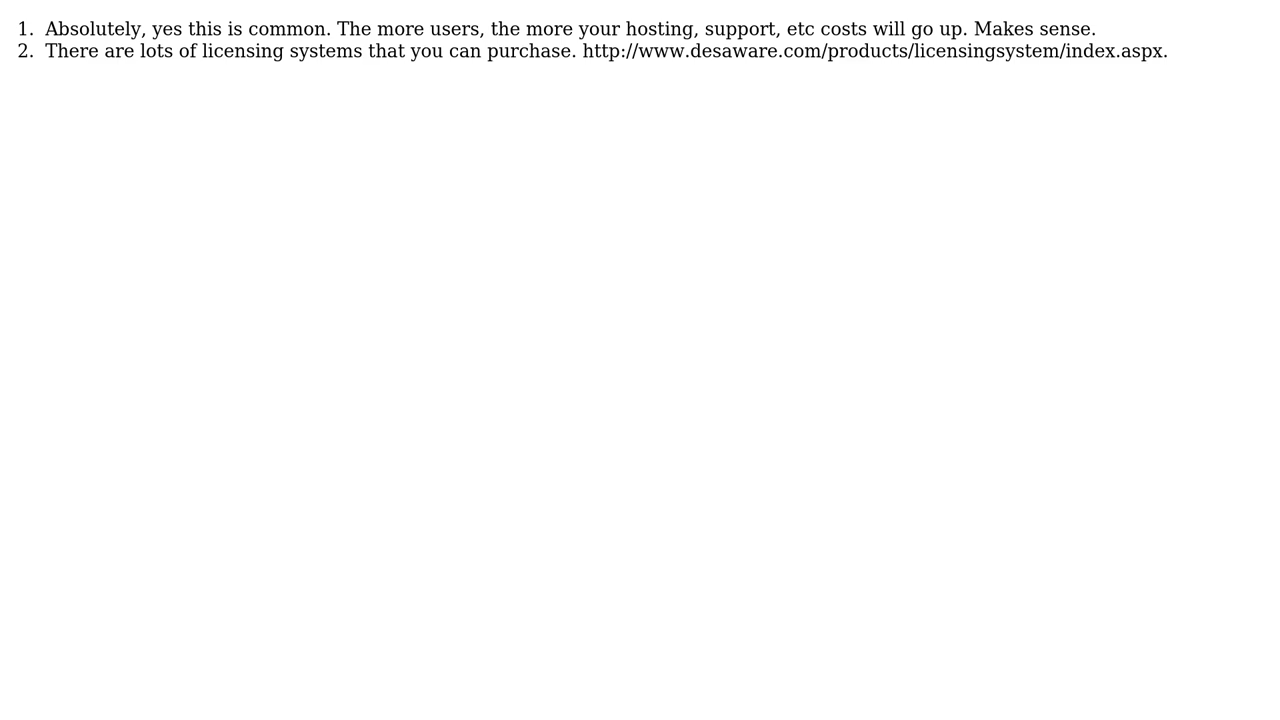 1. Absolutely, yes this is common. The more users, the more your hosting, support, etc costs will go up. Makes sense.
2. There are lots of licensing systems that you can purchase. http://www.desaware.com/products/licensingsystem/index.aspx.